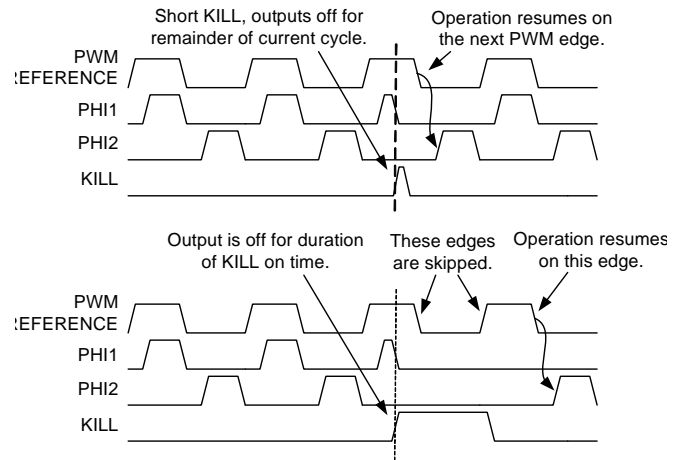 Short KILL, outputs off for
remainder of current cycle.
Operation resumes on
the next PWM edge.
PWM
REFERENCE
PHI1
PHI2
KILL
Output is off for duration
of KILL on time.
These edges
are skipped.
Operation resumes
on this edge.
PWM
REFERENCE
PHI1
PHI2
KILL